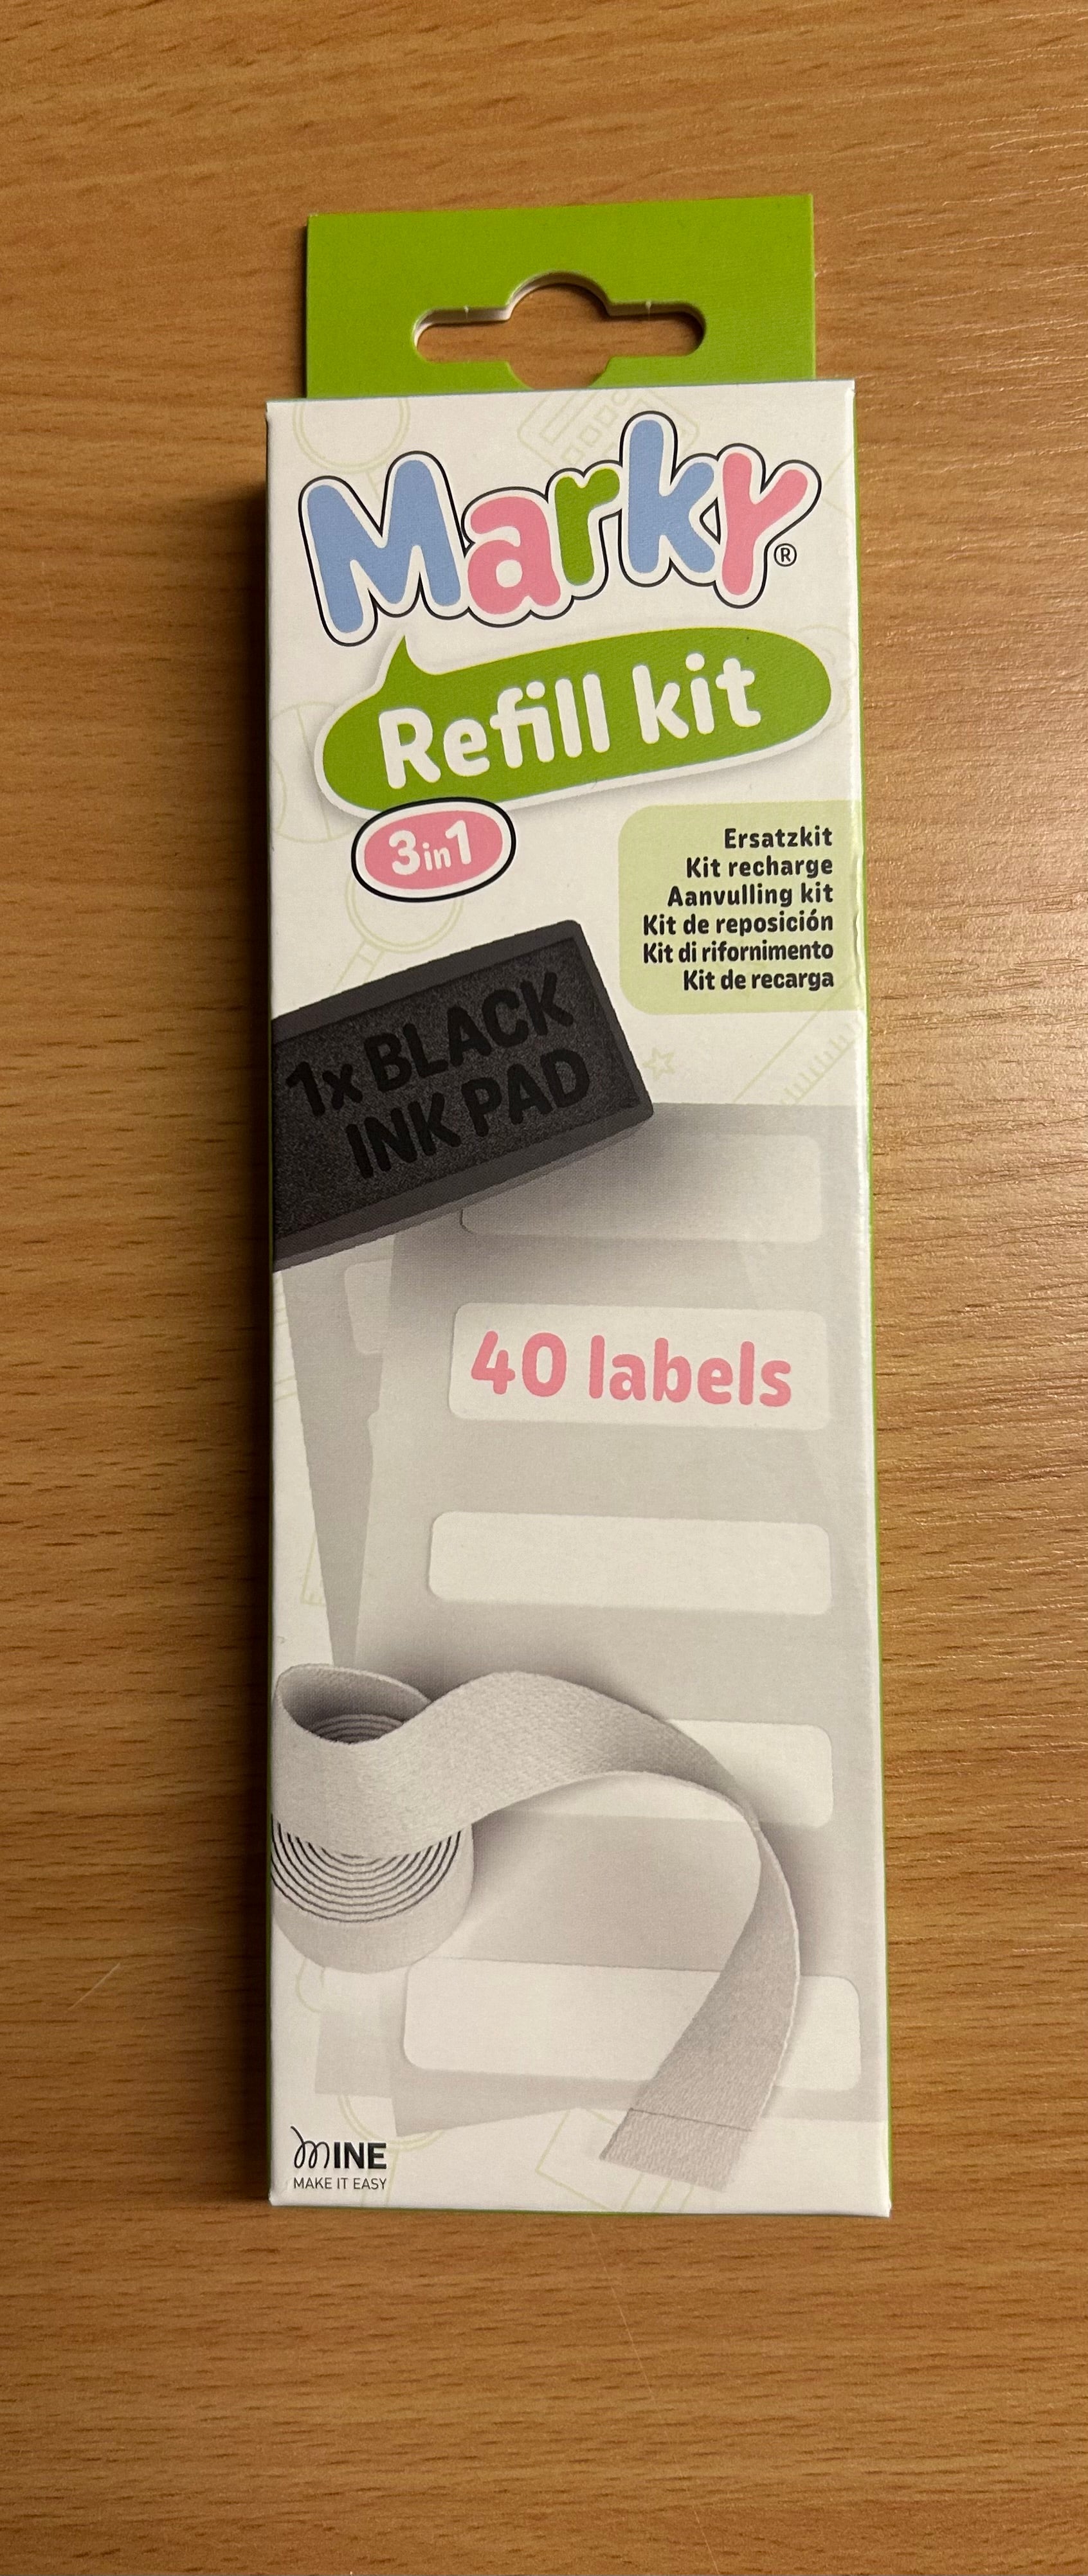 Marky®
Refill kit
3in1
Ersatzkit
Kit recharge
Aanvulling kit
Kit de reposición
Kit di rifornimento
Kit de recarga
1x BLACK
INK PAD
40 labels
MINE
MAKE IT EASY